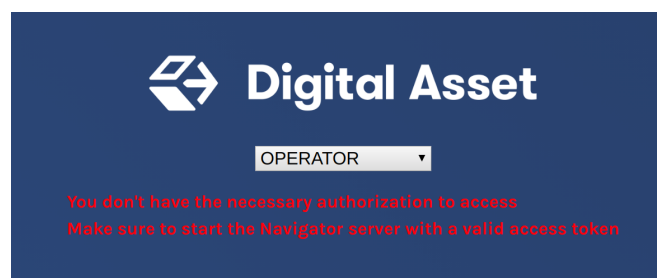 Digital Asset
OPERATOR
You don't have the necessary authorization to access
Make sure to start the Navigator server with a valid access token